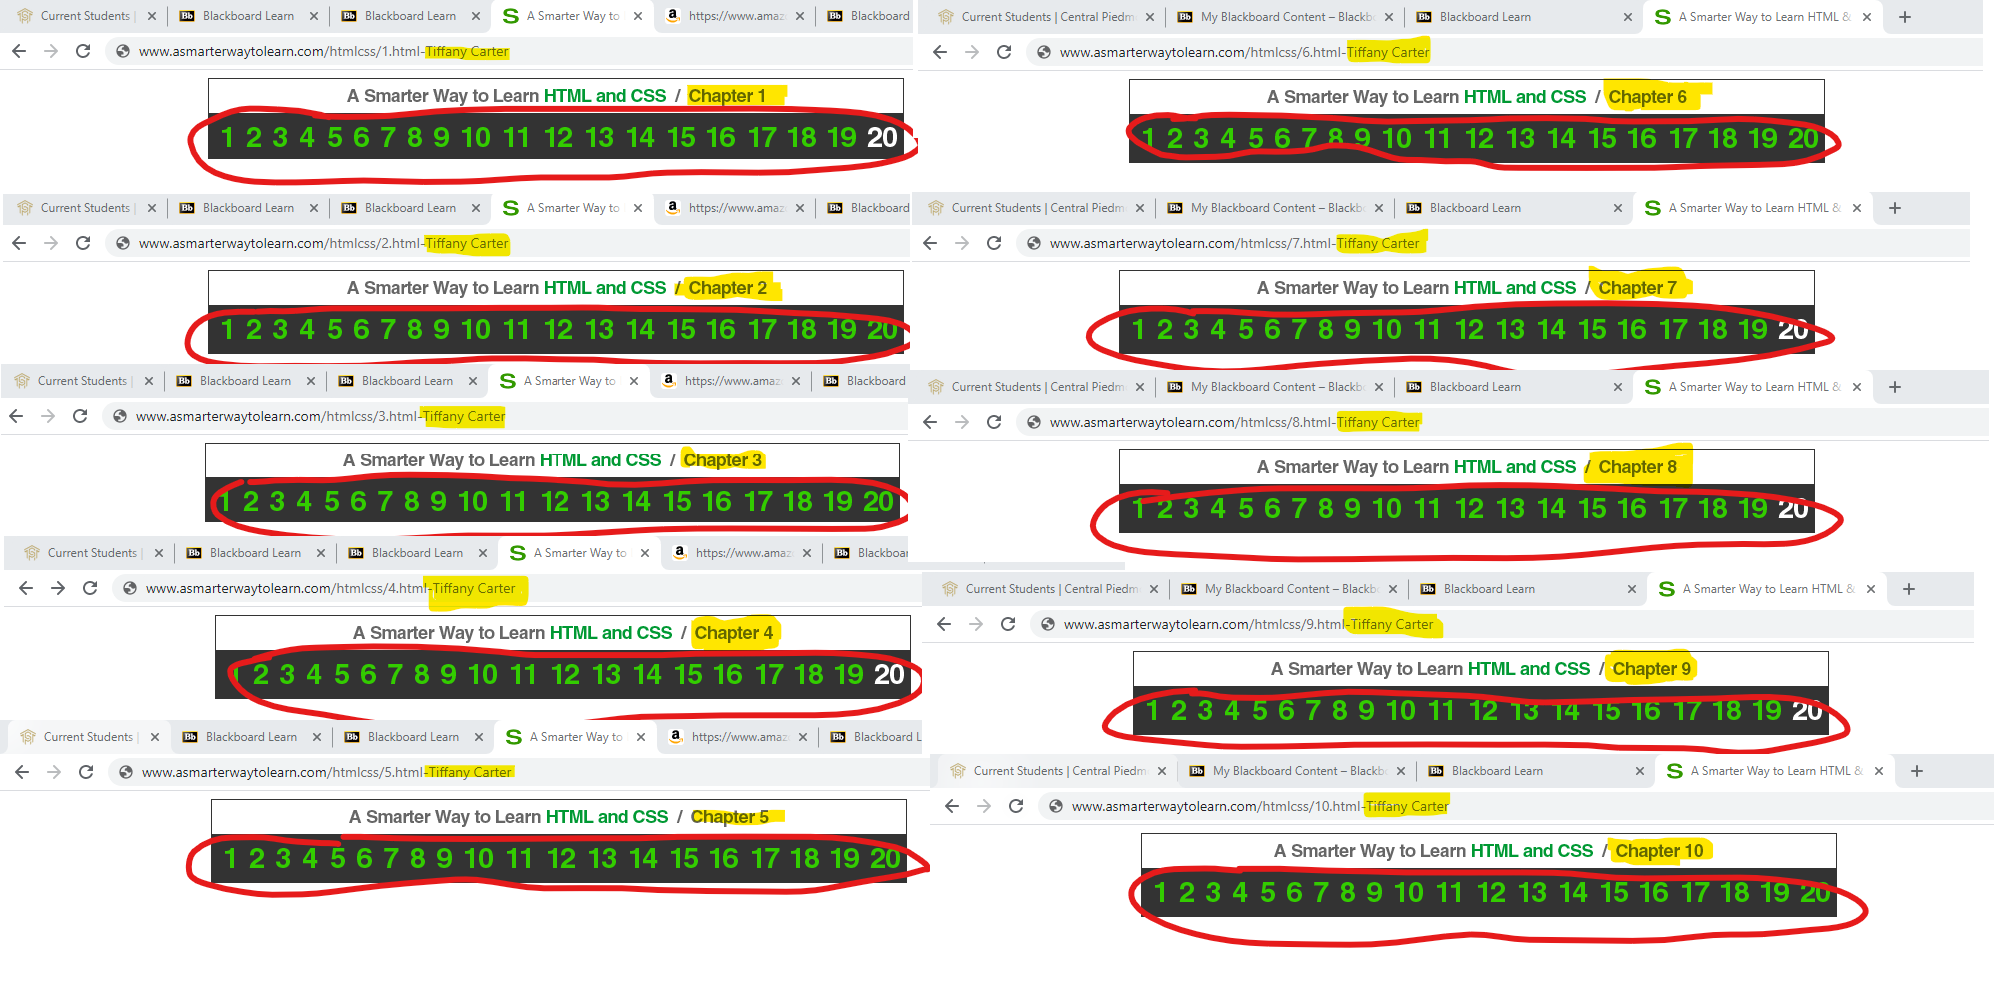 Blackboard Learn Blackboard Learn A Smarter Way to https://www.amaz Blackboard
www.asmarterwaytolearn.com/htmlcss/1.html-Tiffany Carter
A Smarter Way to Learn HTML and CSS / Chapter 1
1 2 3 4 5 6 7 8 9 10 11 12 13 14 15 16 17 18 19 20
Current Students | Blackboard Learn Blackboard Learn A Smarter Way to https://www.amaz Blackboard
www.asmarterwaytolearn.com/htmlcss/2.html-Tiffany Carter
A Smarter Way to Learn HTML and CSS / Chapter 2
1 2 3 4 5 6 7 8 9 10 11 12 13 14 15 16 17 18 19 20
Current Students | Blackboard Learn Blackboard Learn A Smarter Way to https://www.amaz Blackboard
www.asmarterwaytolearn.com/htmlcss/3.html-Tiffany Carter
A Smarter Way to Learn HTML and CSS / Chapter 3
1 2 3 4 5 6 7 8 9 10 11 12 13 14 15 16 17 18 19 20
Current Students | Blackboard Learn Blackboard Learn A Smarter Way to https://www.amaz Blackboard
www.asmarterwaytolearn.com/htmlcss/4.html-Tiffany Carter
A Smarter Way to Learn HTML and CSS / Chapter 4
1 2 3 4 5 6 7 8 9 10 11 12 13 14 15 16 17 18 19 20
Current Students | Blackboard Learn Blackboard Learn A Smarter Way to https://www.amaz Blackboard L
www.asmarterwaytolearn.com/htmlcss/5.html-Tiffany Carter
A Smarter Way to Learn HTML and CSS / Chapter 5
1 2 3 4 5 6 7 8 9 10 11 12 13 14 15 16 17 18 19 20
Current Students | Central Piedm My Blackboard Content – Blackb Blackboard Learn A Smarter Way to Learn HTML &
www.asmarterwaytolearn.com/htmlcss/6.html-Tiffany Carter
A Smarter Way to Learn HTML and CSS / Chapter 6
1 2 3 4 5 6 7 8 9 10 11 12 13 14 15 16 17 18 19 20
Current Students | Central Piedm My Blackboard Content – Blackb Blackboard Learn A Smarter Way to Learn HTML &
www.asmarterwaytolearn.com/htmlcss/7.html-Tiffany Carter
A Smarter Way to Learn HTML and CSS / Chapter 7
1 2 3 4 5 6 7 8 9 10 11 12 13 14 15 16 17 18 19 20
Current Students | Central Piedm My Blackboard Content – Blackb Blackboard Learn A Smarter Way to Learn HTML &
www.asmarterwaytolearn.com/htmlcss/8.html-Tiffany Carter
A Smarter Way to Learn HTML and CSS / Chapter 8
1 2 3 4 5 6 7 8 9 10 11 12 13 14 15 16 17 18 19 20
Current Students | Central Piedm My Blackboard Content – Blackb Blackboard Learn A Smarter Way to Learn HTML &
www.asmarterwaytolearn.com/htmlcss/9.html-Tiffany Carter
A Smarter Way to Learn HTML and CSS / Chapter 9
1 2 3 4 5 6 7 8 9 10 11 12 13 14 15 16 17 18 19 20
Current Students | Central Piedm My Blackboard Content – Blackb Blackboard Learn A Smarter Way to Learn HTML &
www.asmarterwaytolearn.com/htmlcss/10.html-Tiffany Carter
A Smarter Way to Learn HTML and CSS / Chapter 10
1 2 3 4 5 6 7 8 9 10 11 12 13 14 15 16 17 18 19 20